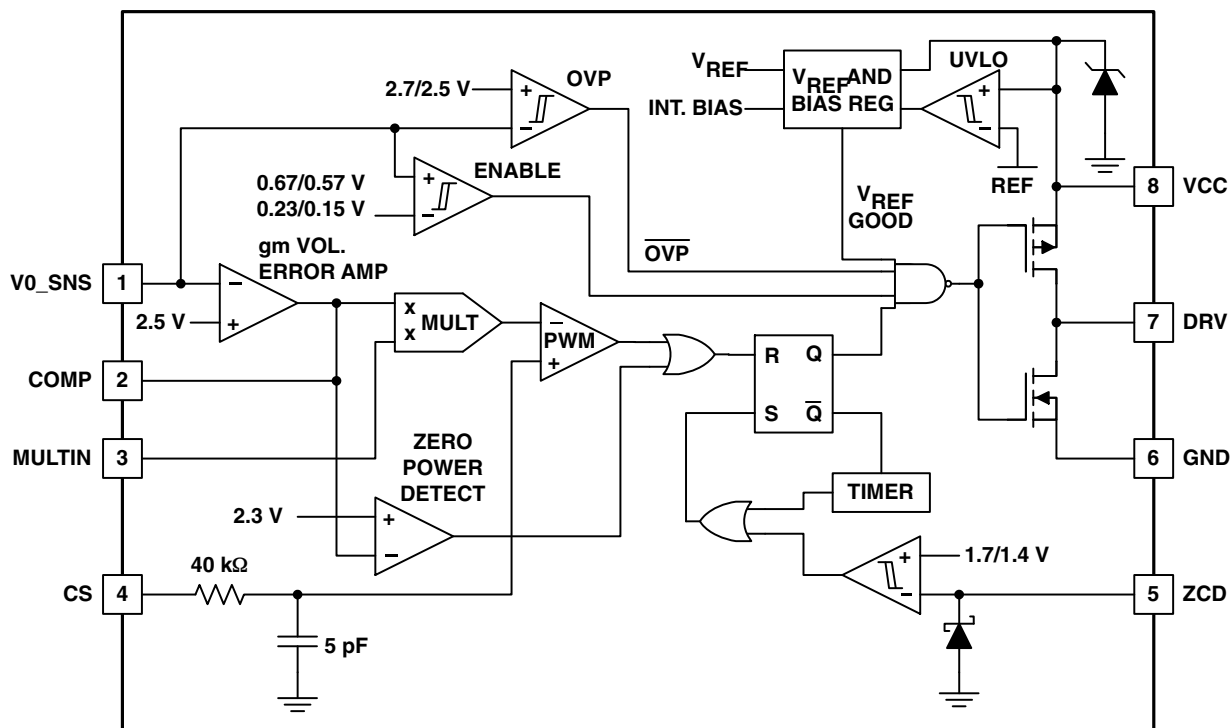 OVP
UVLO
VREF
VREF AND
2.7/2.5 V
+
INT. BIAS
BIAS REG
+
−
−
ENABLE
0.67/0.57 V
+
REF
8
VCC
0.23/0.15 V
−
VREF
GOOD
gm VOL.
OVP
ERROR AMP
V0_SNS
1
−
x
MULT
−
7
DRV
2.5 V
+
x
PWM
R
Q
COMP
2
+
S
Q
ZERO
MULTIN
3
POWER
6
GND
DETECT
TIMER
2.3 V
+
−
+
1.7/1.4 V
40 kΩ
CS
4
−
5
ZCD
5 pF